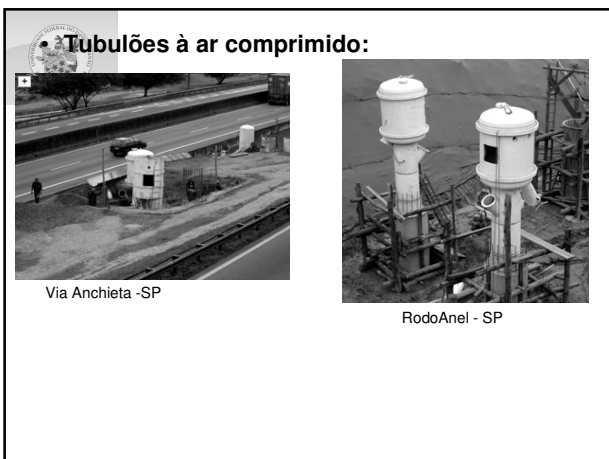 • Tubulões à ar comprimido:
Via Anchieta -SP
RodoAnel - SP